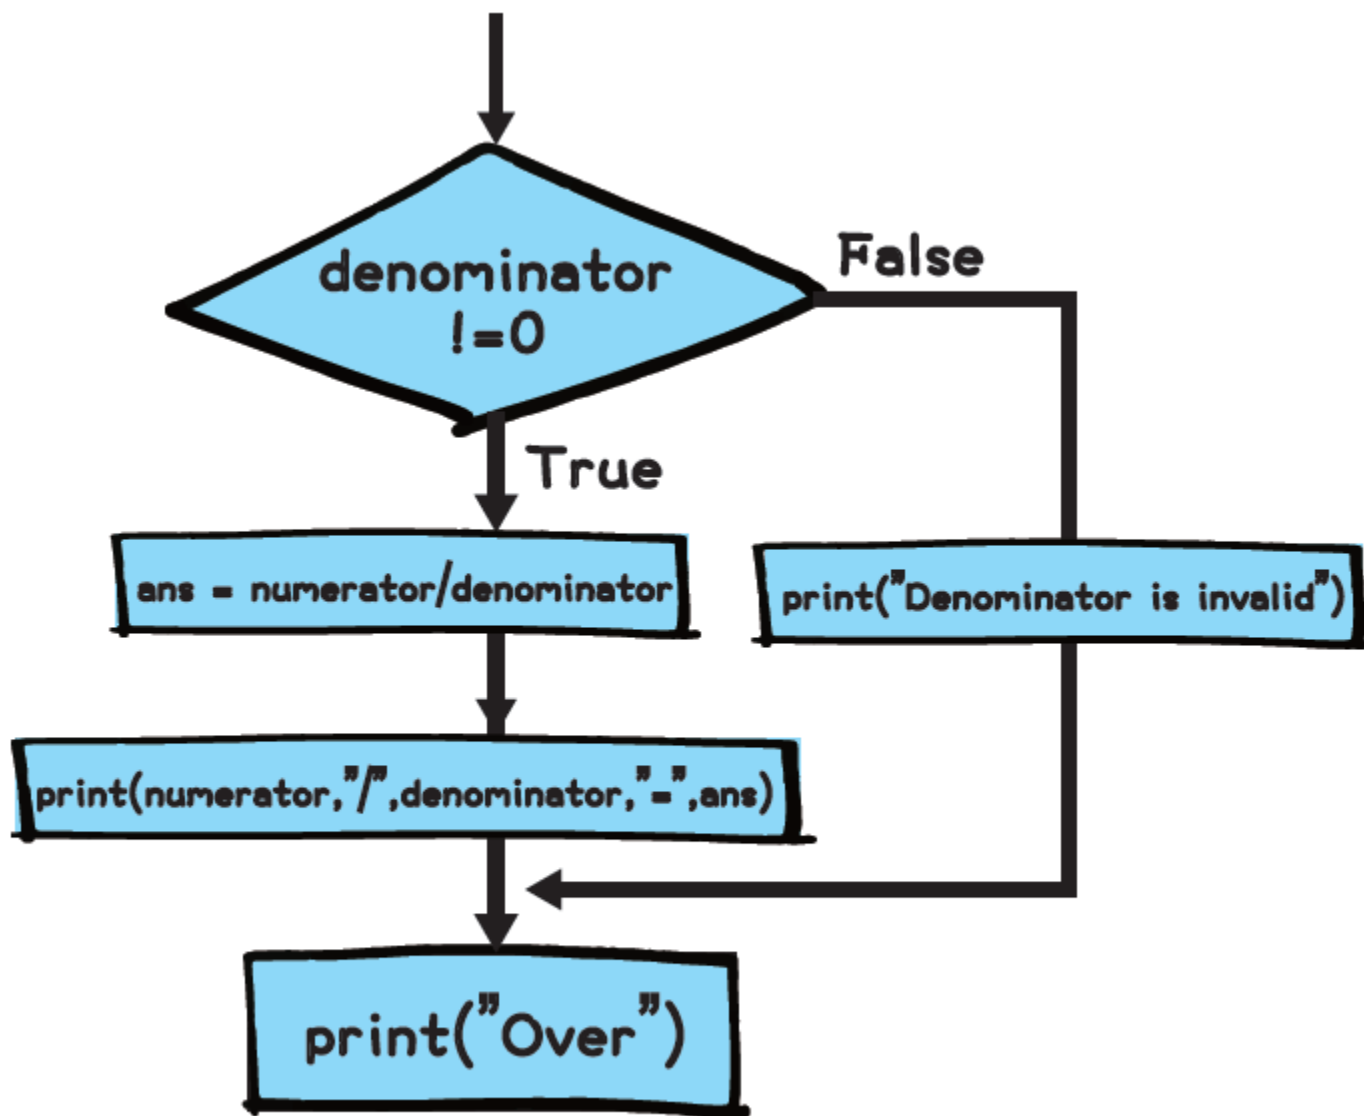 denominator
!=0
False
True
ans = numerator/denominator
print("Denominator is invalid")
print(numerator,"/",denominator,"=",ans)
print("Over")